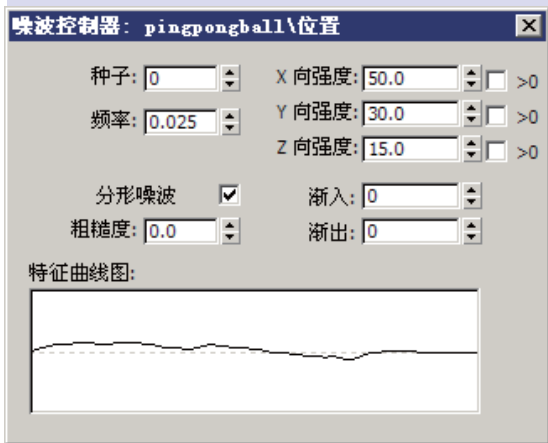 噪波控制器: pingpongball\位置
种子: 0 X 向强度: 50.0 >0
频率: 0.025 Y 向强度: 30.0 >0
Z 向强度: 15.0 >0
分形噪波 渐入: 0
粗糙度: 0.0 渐出: 0
特征曲线图: